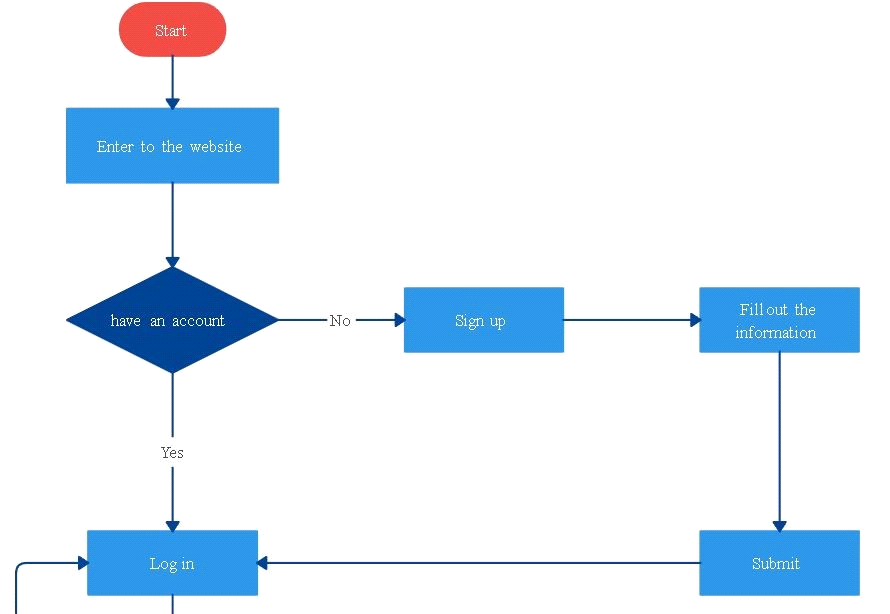 Start
Enter to the website
have an account
No
Sign up
Fill out the
information
Yes
Log in
Submit